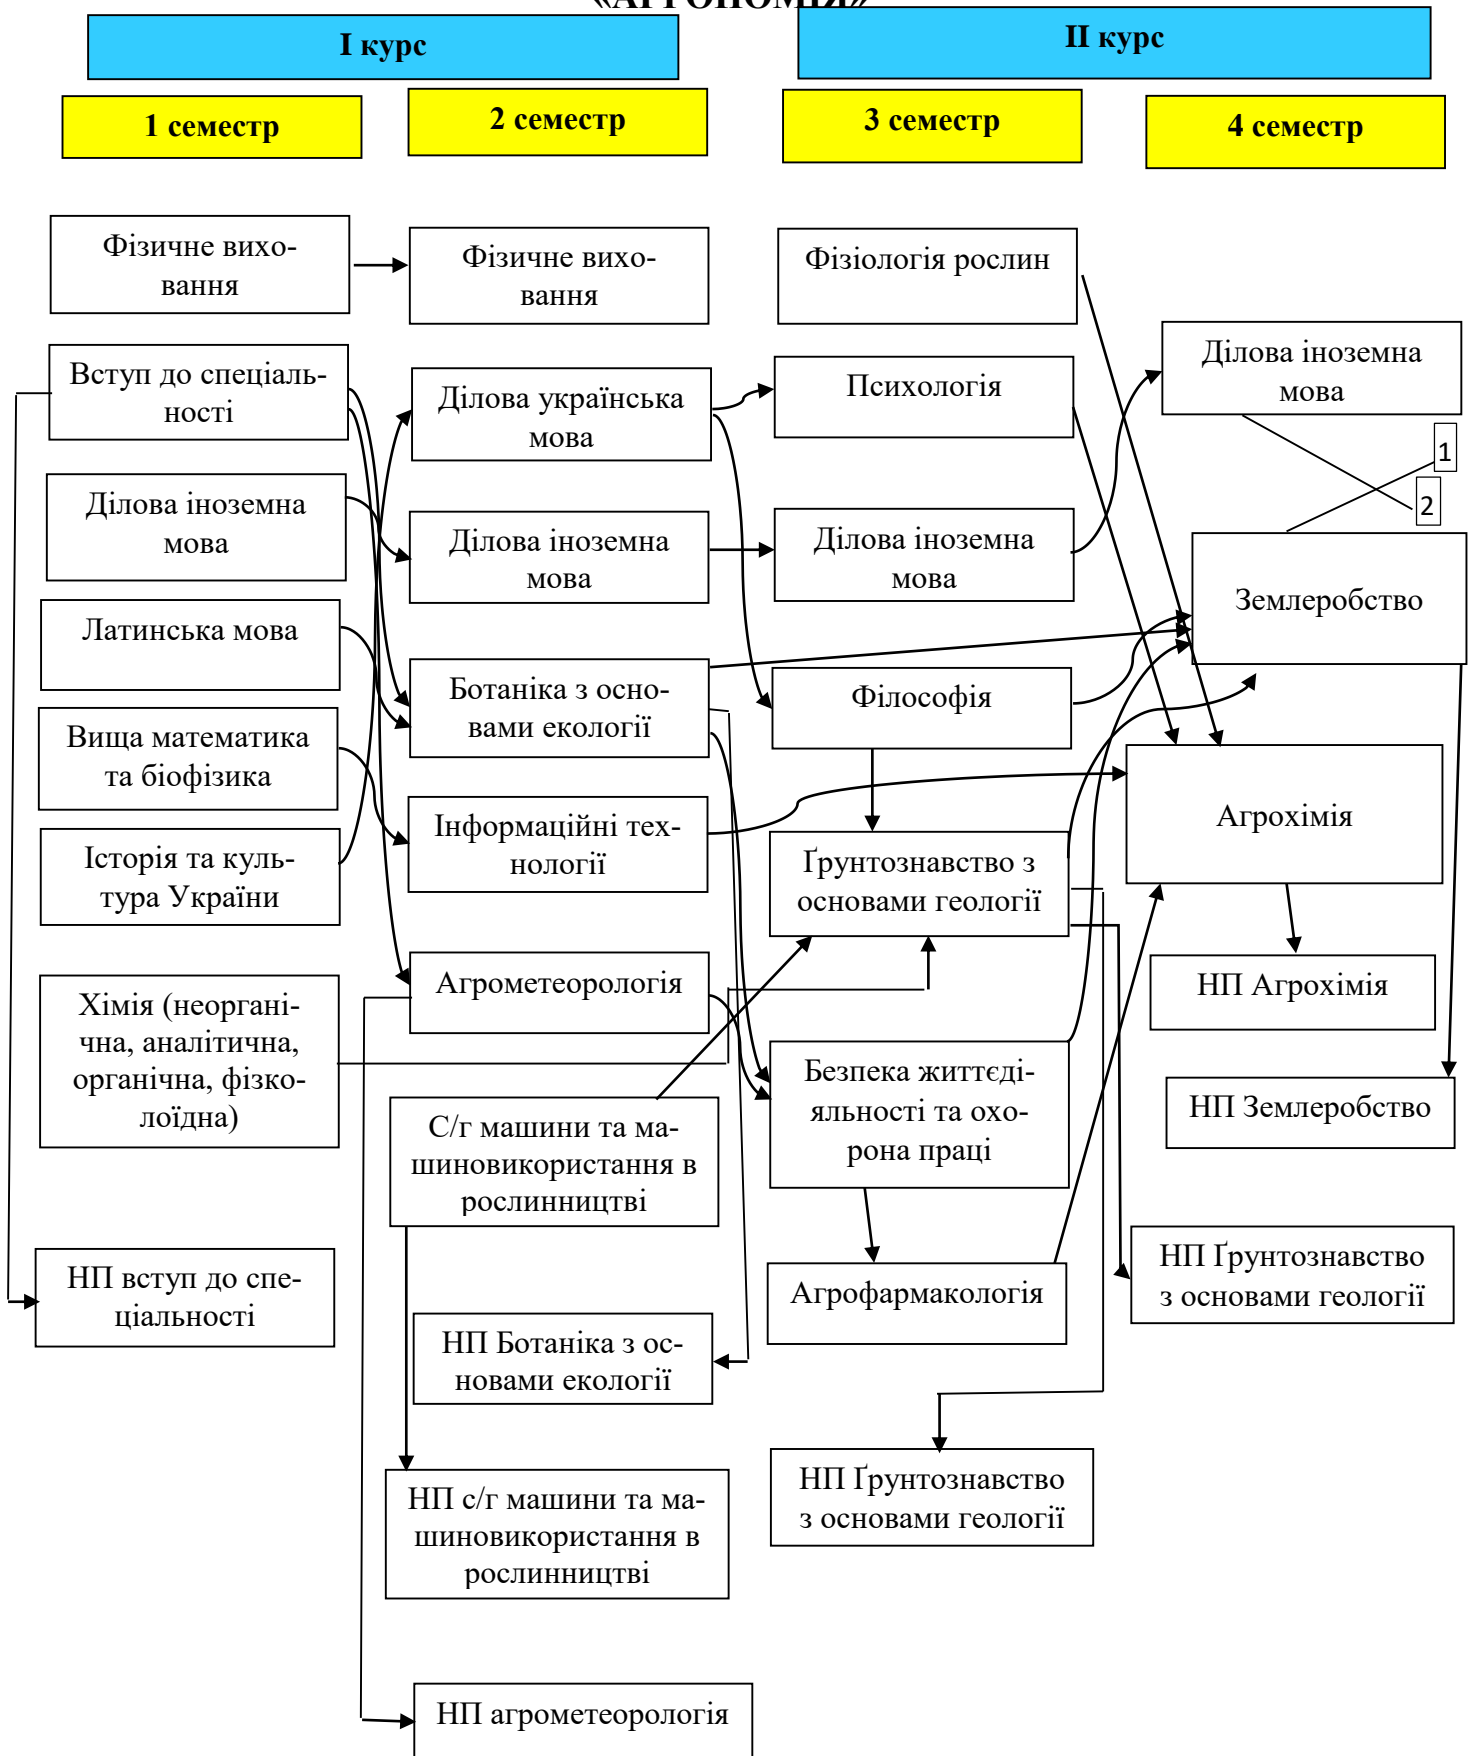 «АГРОНОМІЯ»
І курс
ІІ курс
1 семестр
2 семестр
3 семестр
4 семестр
Фізичне вихо-
вання
Вступ до спеціаль-
ності
Ділова іноземна
мова
Латинська мова
Вища математика
та біофізика
Історія та куль-
тура України
Хімія (неоргані-
чна, аналітична,
органічна, фізко-
лоїдна)
НП вступ до спе-
ціальності
Фізичне вихо-
вання
Ділова українська
мова
Ділова іноземна
мова
Ботаніка з осно-
вами екології
Інформаційні тех-
нології
Агрометеорологія
С/г машини та ма-
шиновикористання в
рослинництві
НП Ботаніка з ос-
новами екології
НП с/г машини та ма-
шиновикористання в
рослинництві
НП агрометеорологія
Фізіологія рослин
Психологія
Ділова іноземна
мова
Філософія
Ґрунтознавство з
основами геології
Безпека життєді-
яльності та охо-
рона праці
Агрофармакологія
НП Ґрунтознавство
з основами геології
Ділова іноземна
мова
1
2
Землеробство
Агрохімія
НП Агрохімія
НП Землеробство
НП Ґрунтознавство
з основами геології